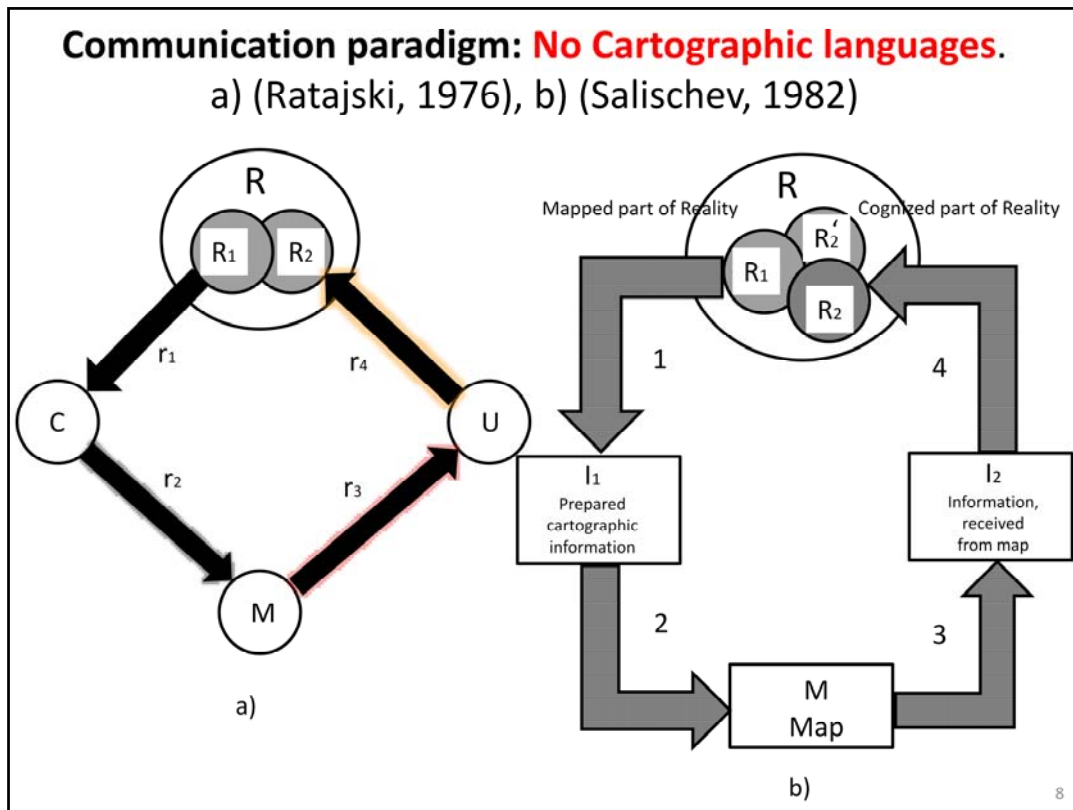 Communication paradigm: No Cartographic languages.
a) (Ratajski, 1976), b) (Salischev, 1982)
R
R1
R2
r1
r4
C
U
r2
r3
M
a)
R
Mapped part of Reality
Cognized part of Reality
R2‘
R1
R2
1
4
I1
Prepared
cartographic
information
I2
Information,
received
from map
2
3
M
Map
b)
8